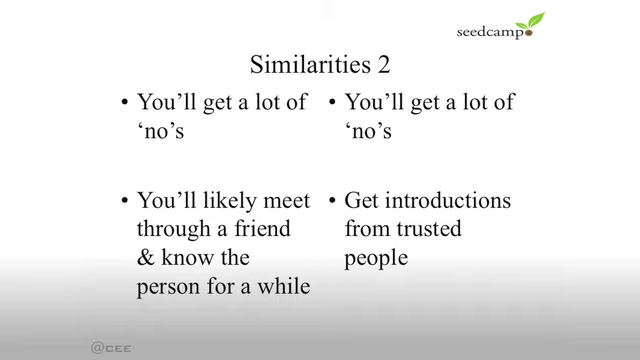 seedcamp
Similarities 2
• You'll get a lot of
'no's
• You'll likely meet
through a friend
& know the
person for a while
• You'll get a lot of
'no's
• Get introductions
from trusted
people
@CEE